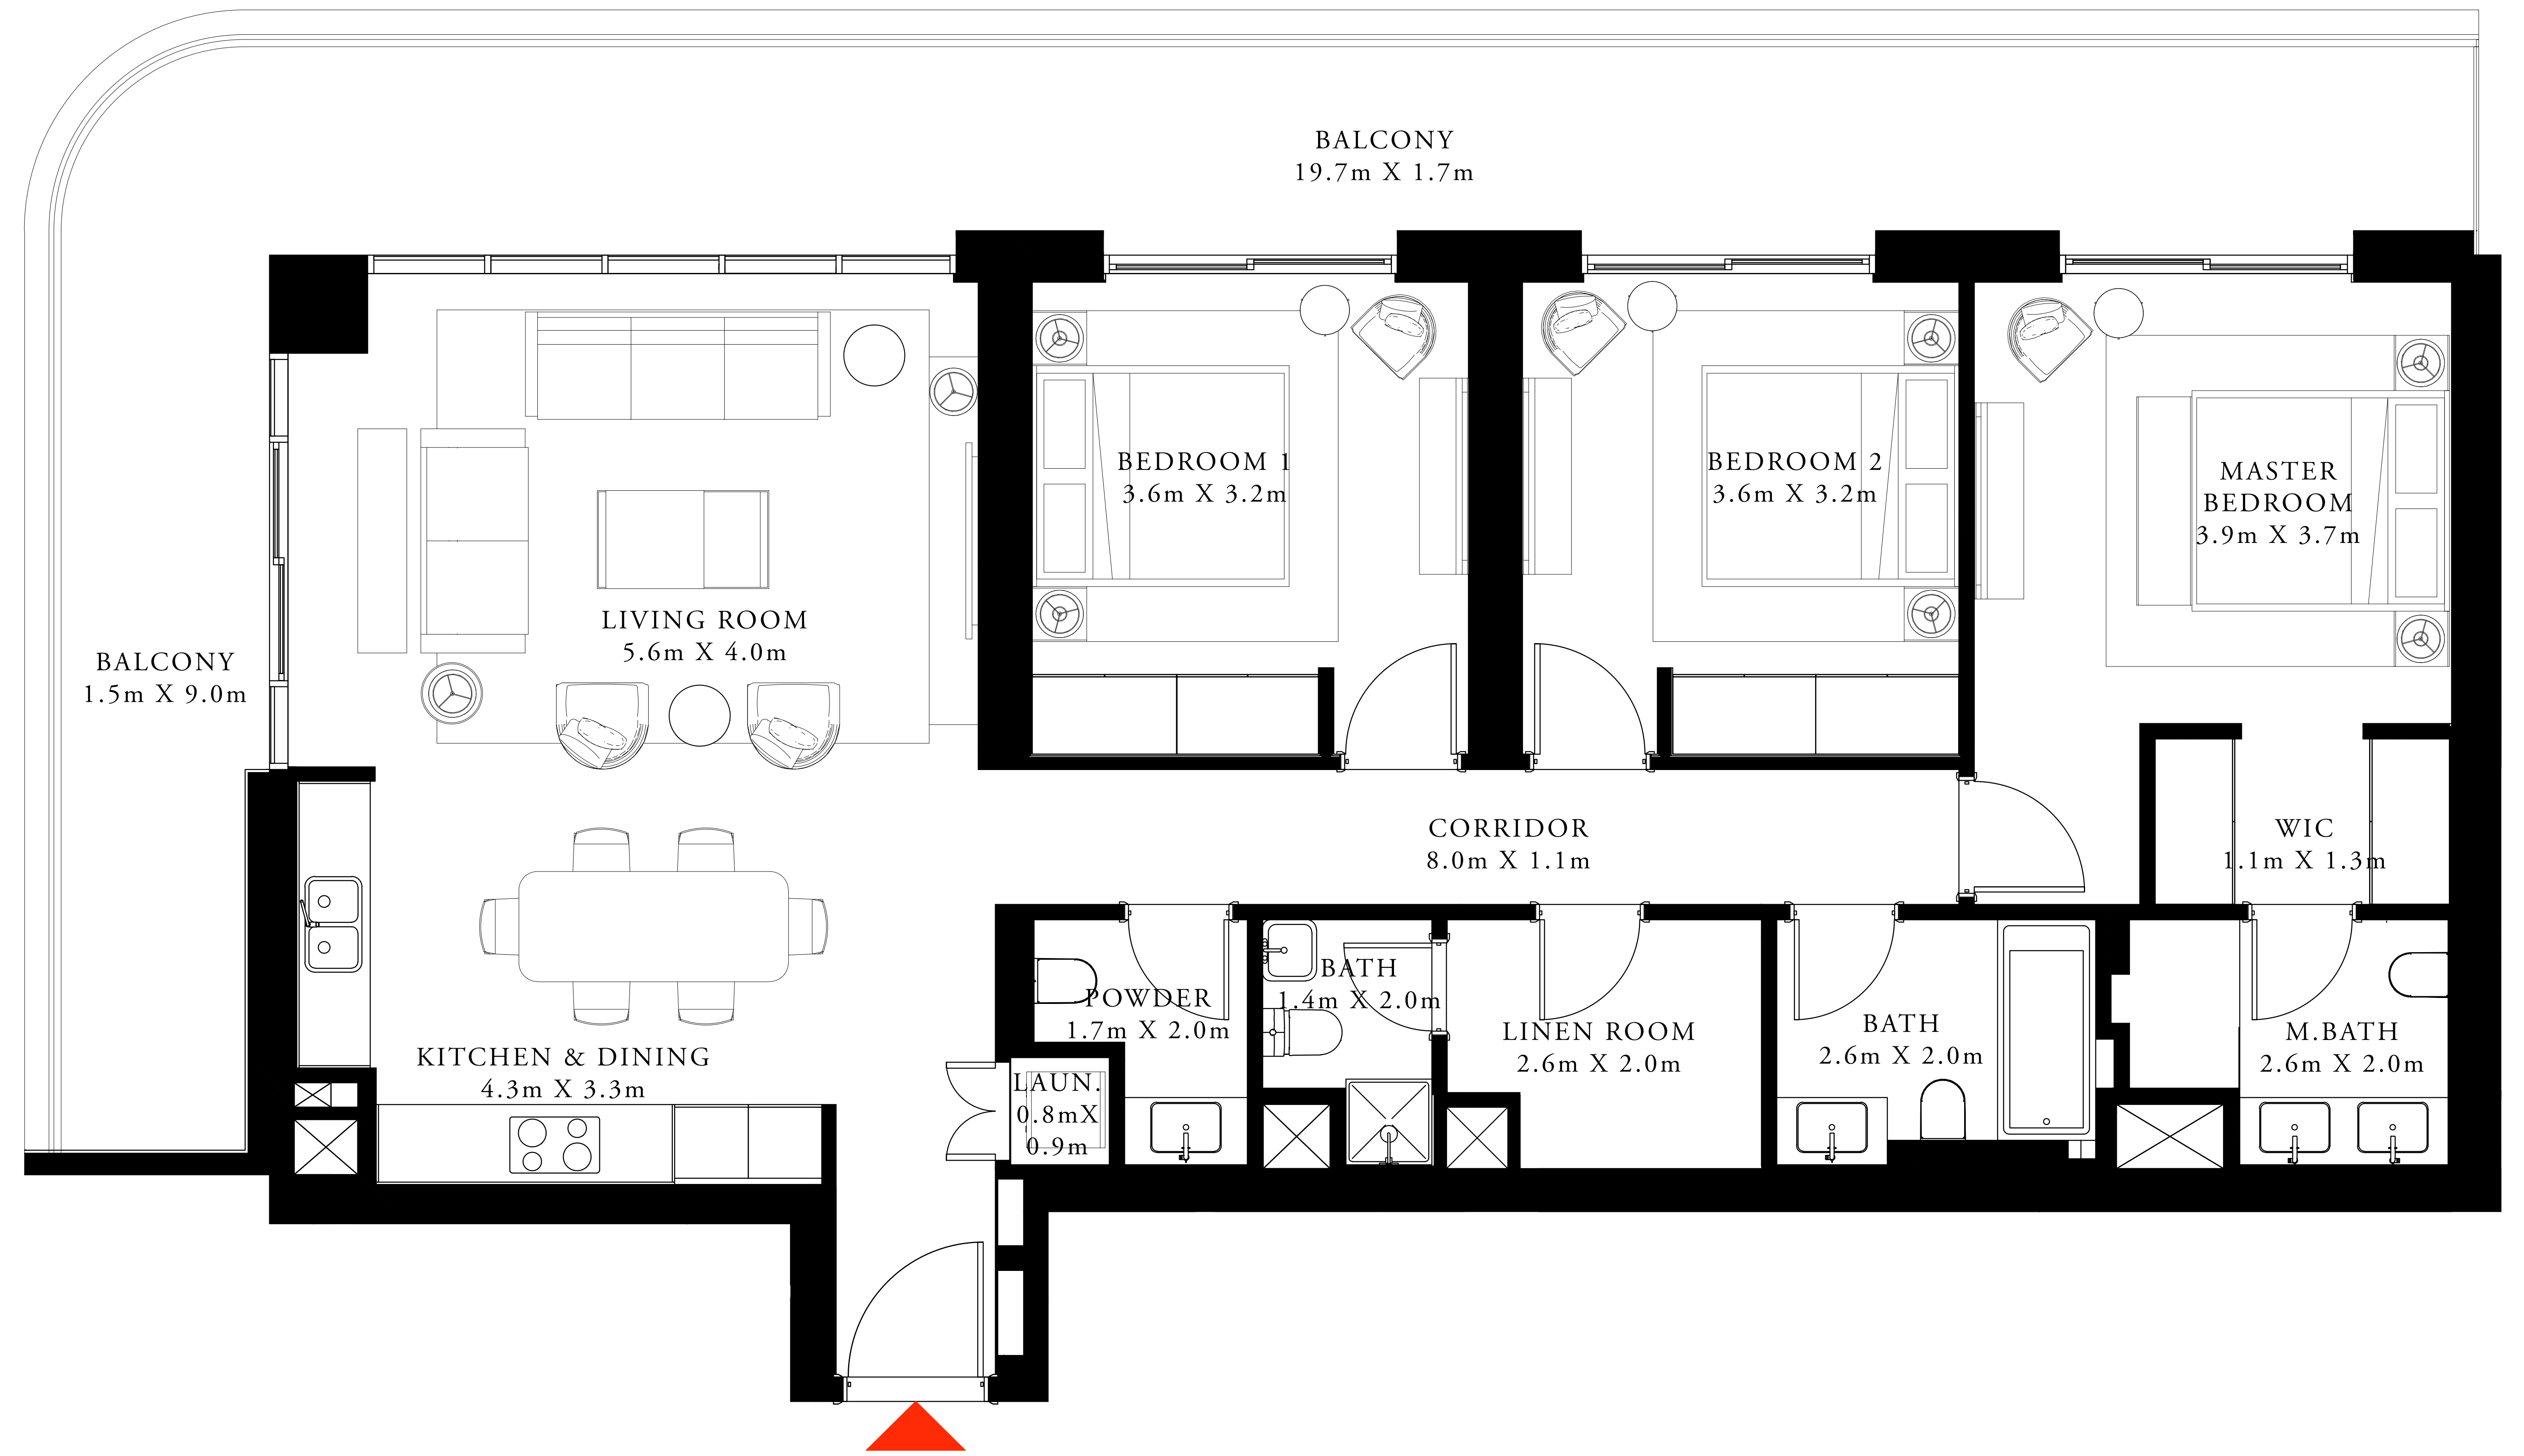 BALCONY
19.7m X 1.7m
BEDROOM 1
3.6m X 3.2m
BEDROOM 2
3.6m X 3.2m
MASTER
BEDROOM
3.9m X 3.7m
LIVING ROOM
5.6m X 4.0m
BALCONY
1.5m X 9.0m
CORRIDOR
8.0m X 1.1m
WIC
1.1m X 1.3m
KITCHEN & DINING
4.3m X 3.3m
LAUN.
0.8mX
0.9m
POWDER
1.7m X 2.0m
BATH
1.4m X 2.0m
LINEN ROOM
2.6m X 2.0m
BATH
2.6m X 2.0m
M.BATH
2.6m X 2.0m